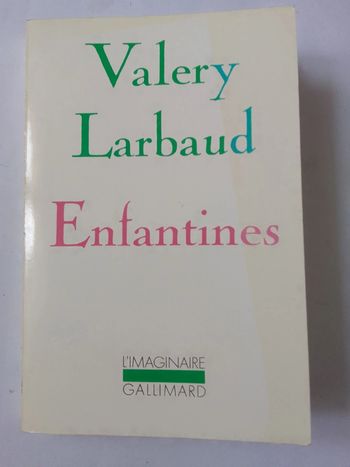 Valery
Larbaud
Enfantines
L'IMAGINAIRE
GALLIMARD